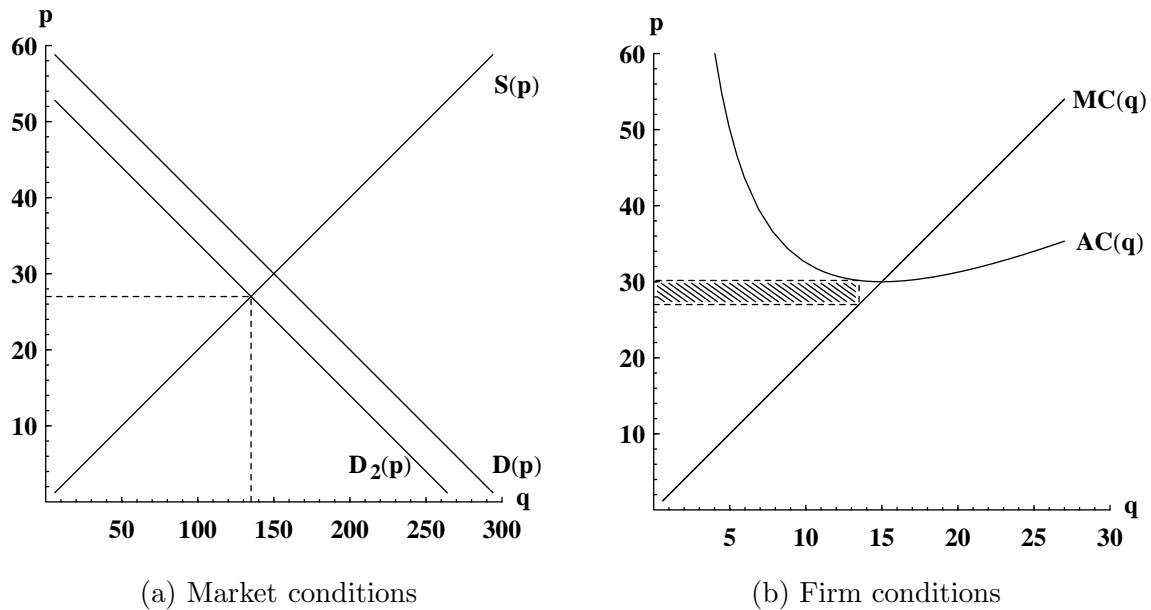 p
60
50
40
30
20
10
S(p)
D₂(p)
D(p)
q
50 100 150 200 250 300
(a) Market conditions
p
60
50
40
30
20
10
MC(q)
AC(q)
q
5 10 15 20 25 30
(b) Firm conditions